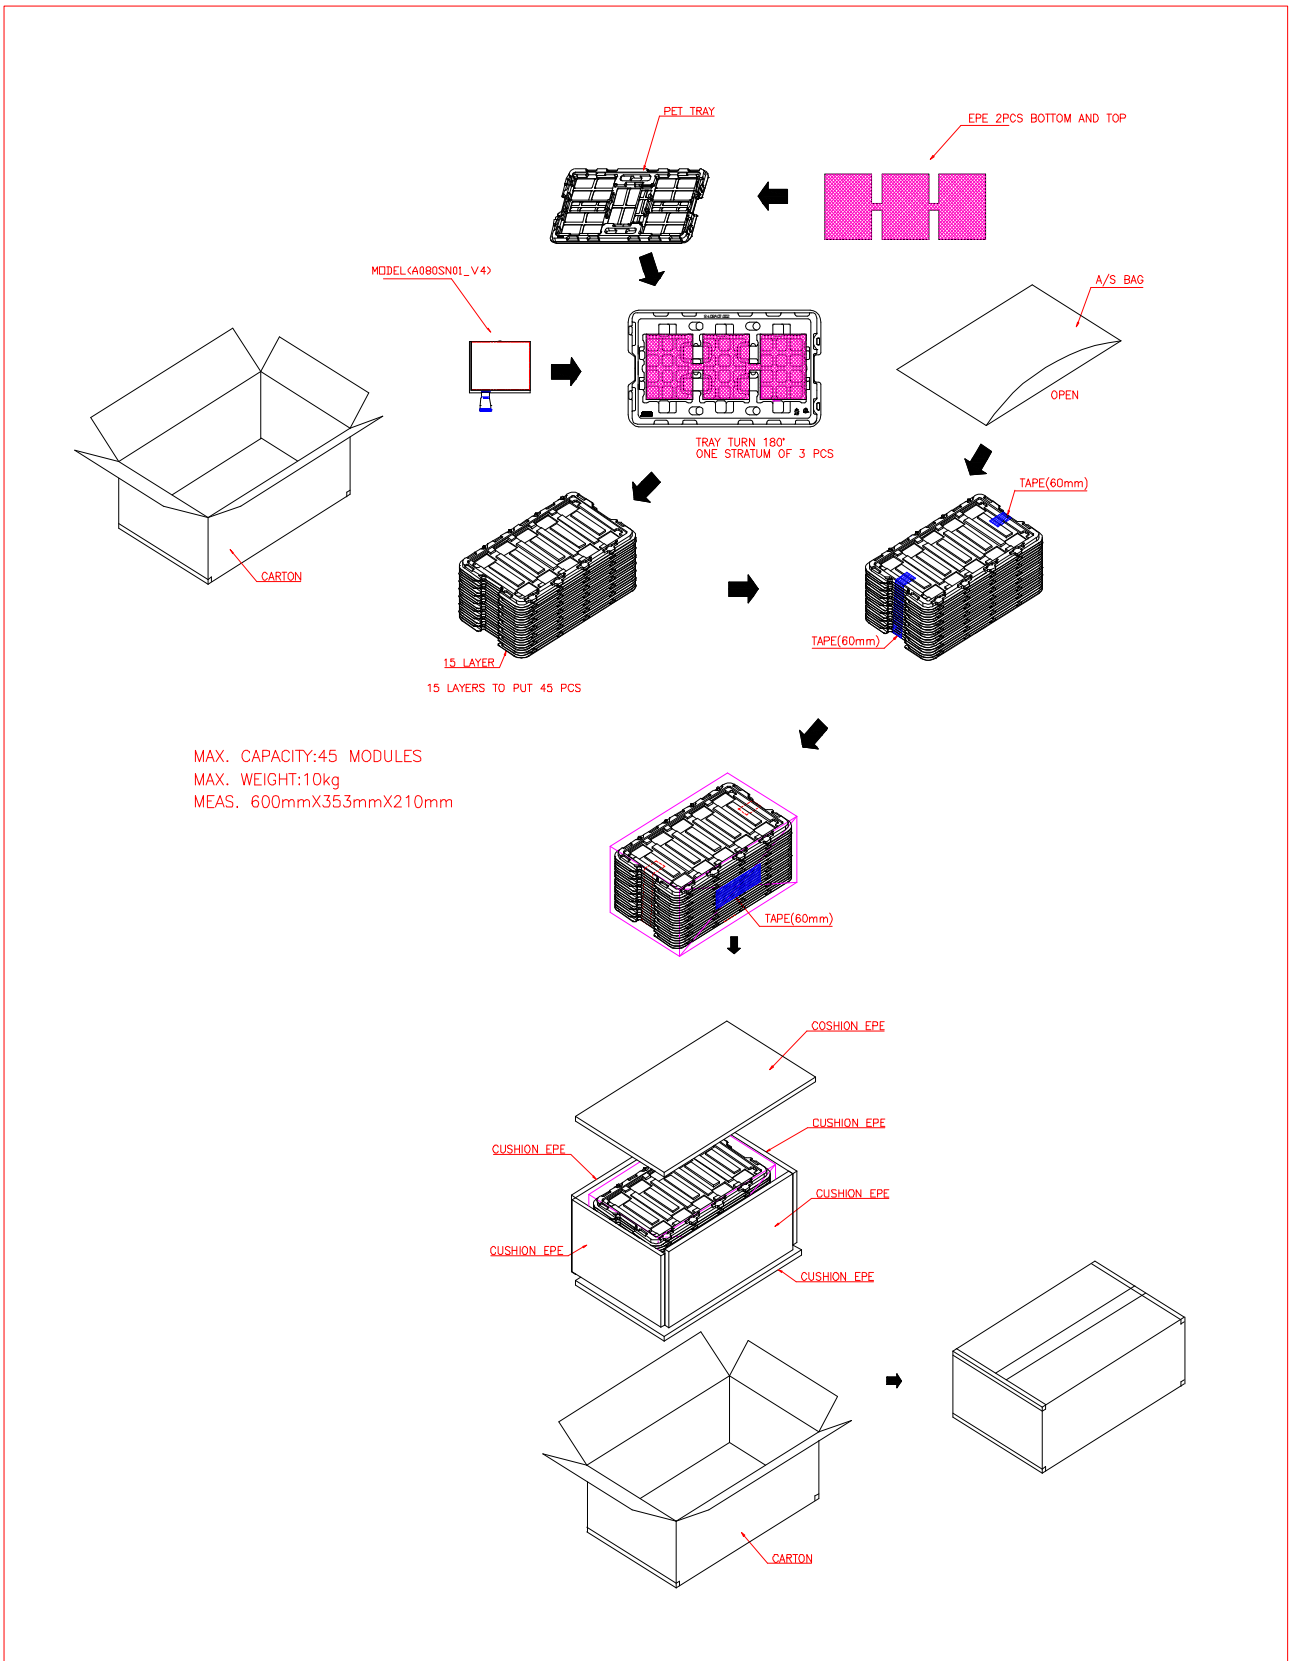 PET TRAY
EPE 2PCS BOTTOM AND TOP
MODEL(A080SN01_V4)
A/S BAG
OPEN
TRAY TURN 180°
ONE STRATUM OF 3 PCS
TAPE(60mm)
CARTON
TAPE(60mm)
15 LAYER
15 LAYERS TO PUT 45 PCS
MAX. CAPACITY:45 MODULES
MAX. WEIGHT:10kg
MEAS. 600mmX353mmX210mm
TAPE(60mm)
COSHION EPE
CUSHION EPE
CUSHION EPE
CUSHION EPE
CUSHION EPE
CUSHION EPE
CARTON